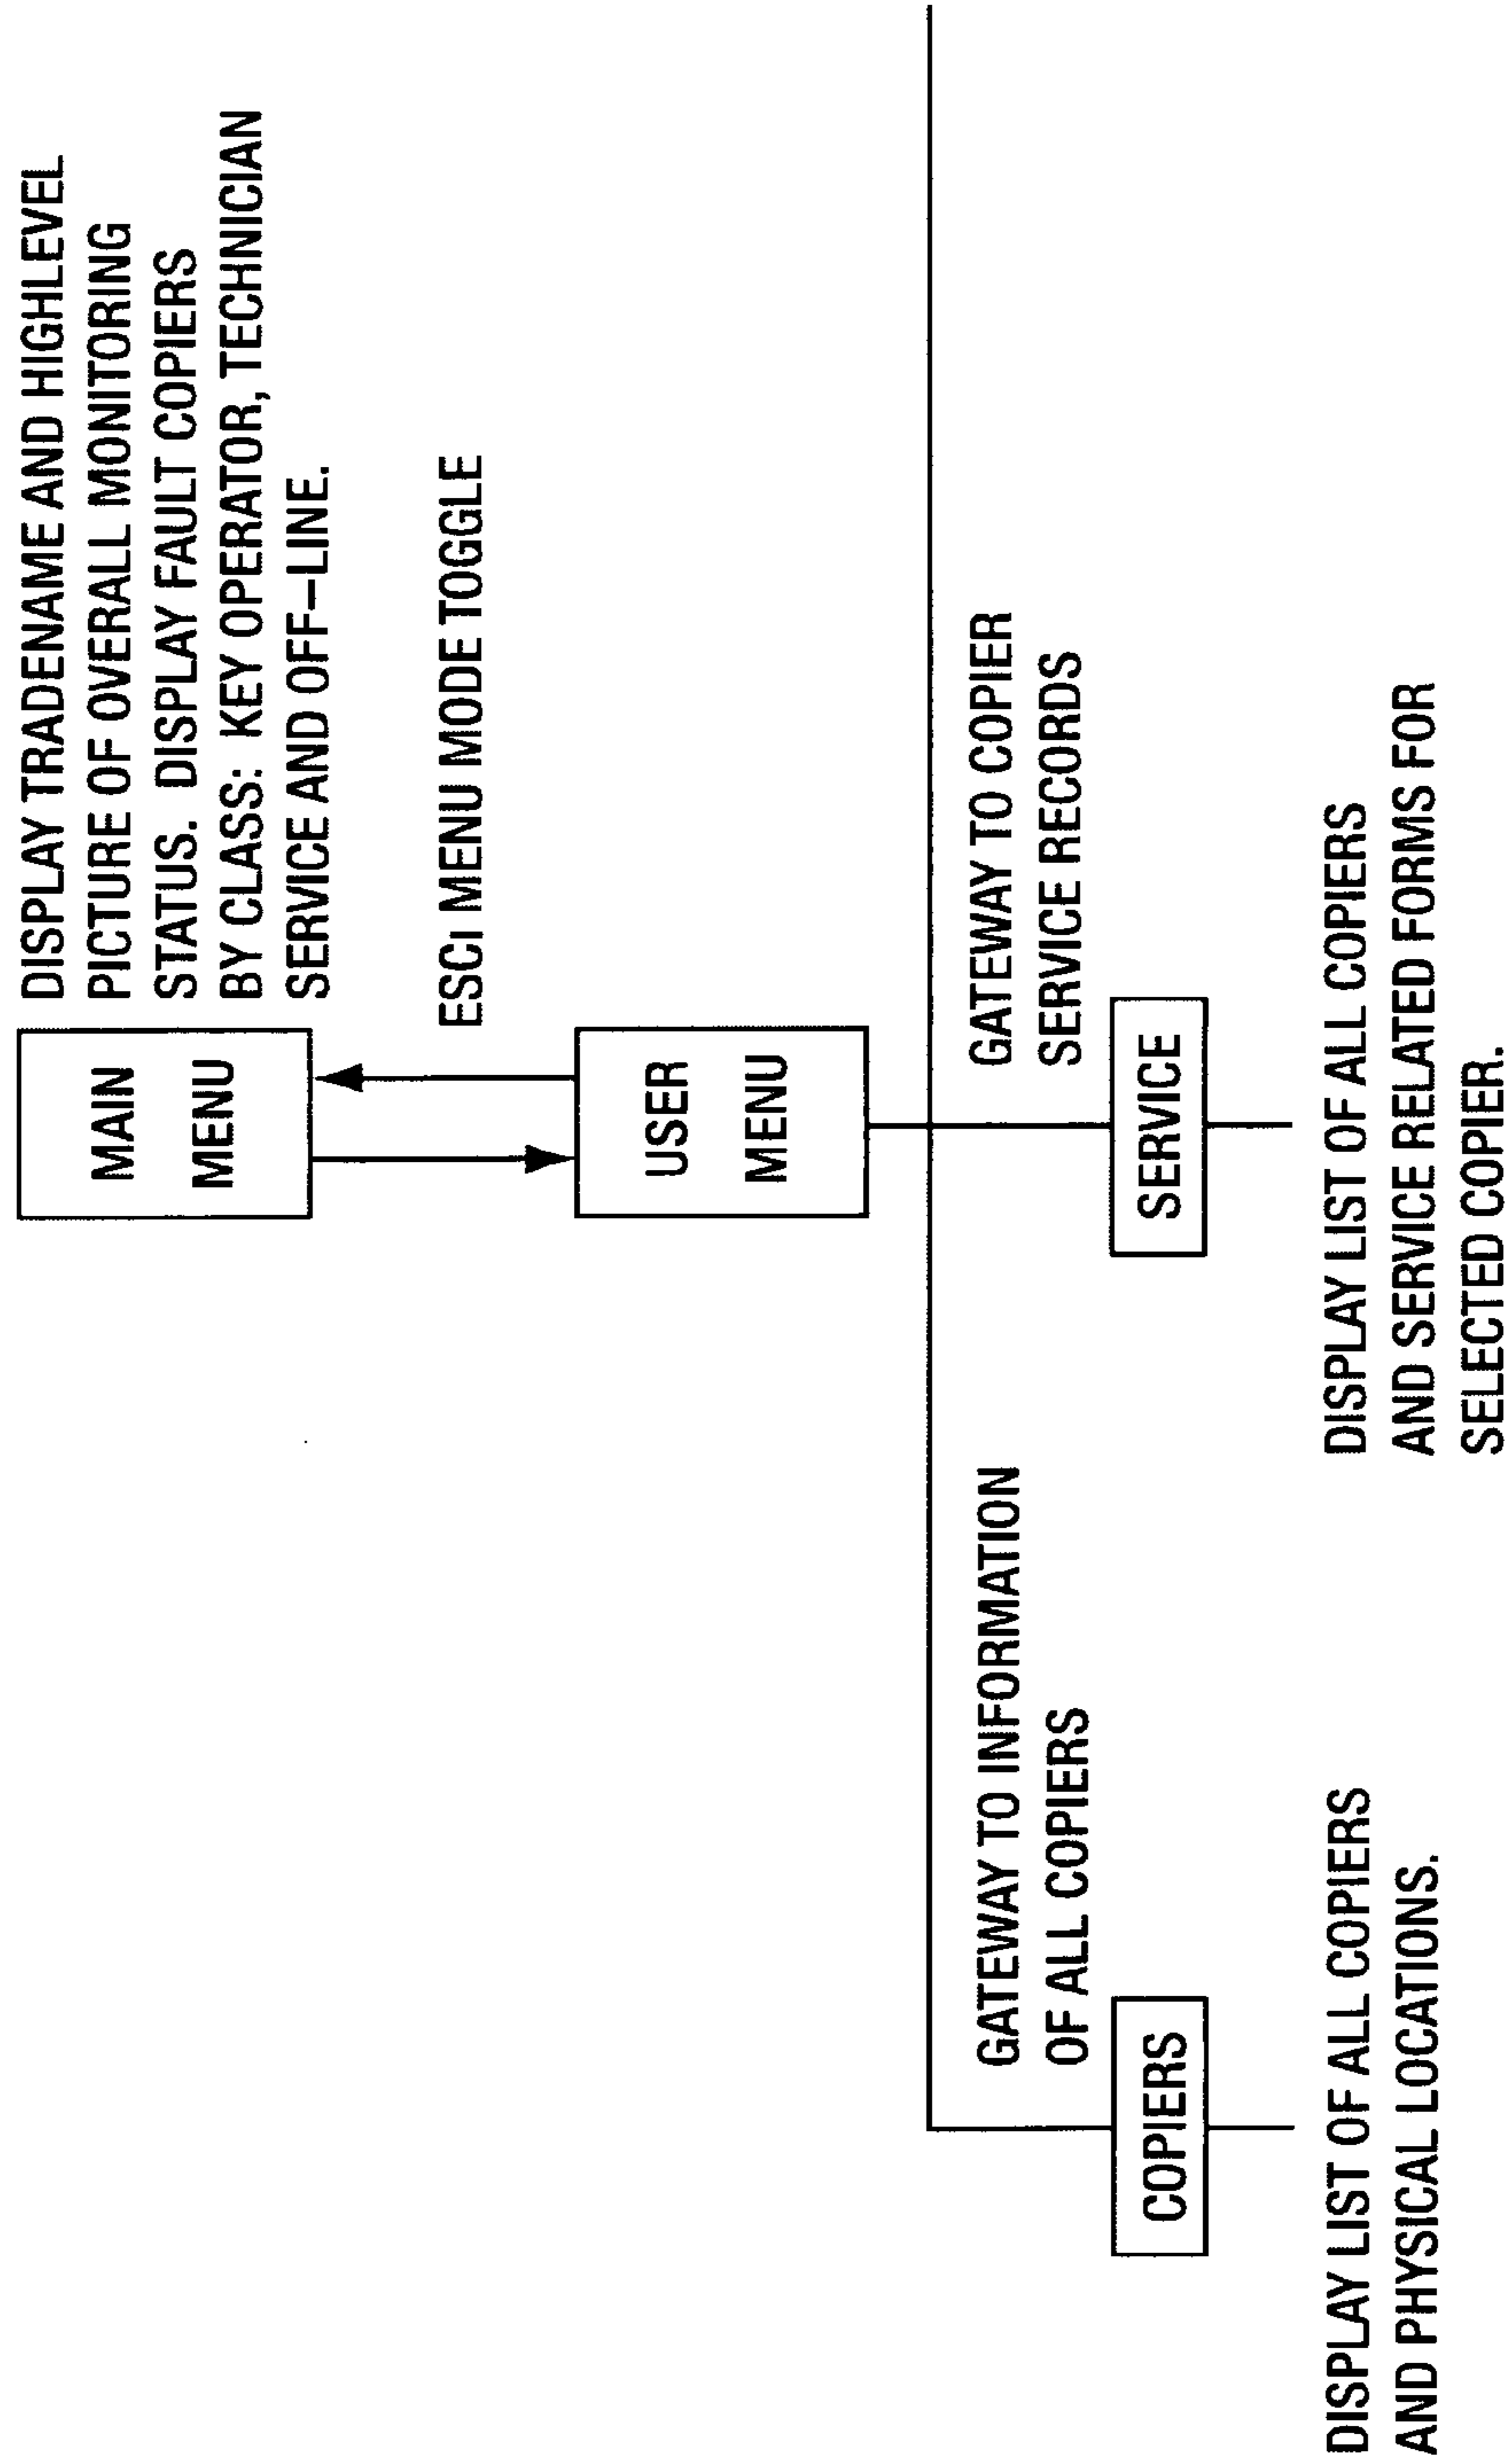 MAIN
MENU
DISPLAY TRADENAME AND HIGHLEVEL
PICTURE OF OVERALL MONITORING
STATUS. DISPLAY FAULT COPIERS
BY CLASS: KEY OPERATOR, TECHNICIAN
SERVICE AND OFF-LINE.
ESC: MENU MODE TOGGLE
USER
MENU
GATEWAY TO INFORMATION
OF ALL COPIERS
GATEWAY TO COPIER
SERVICE RECORDS
COPIERS
SERVICE
DISPLAY LIST OF ALL COPIERS
AND PHYSICAL LOCATIONS.
DISPLAY LIST OF ALL COPIERS
AND SERVICE RELATED FORMS FOR
SELECTED COPIER.